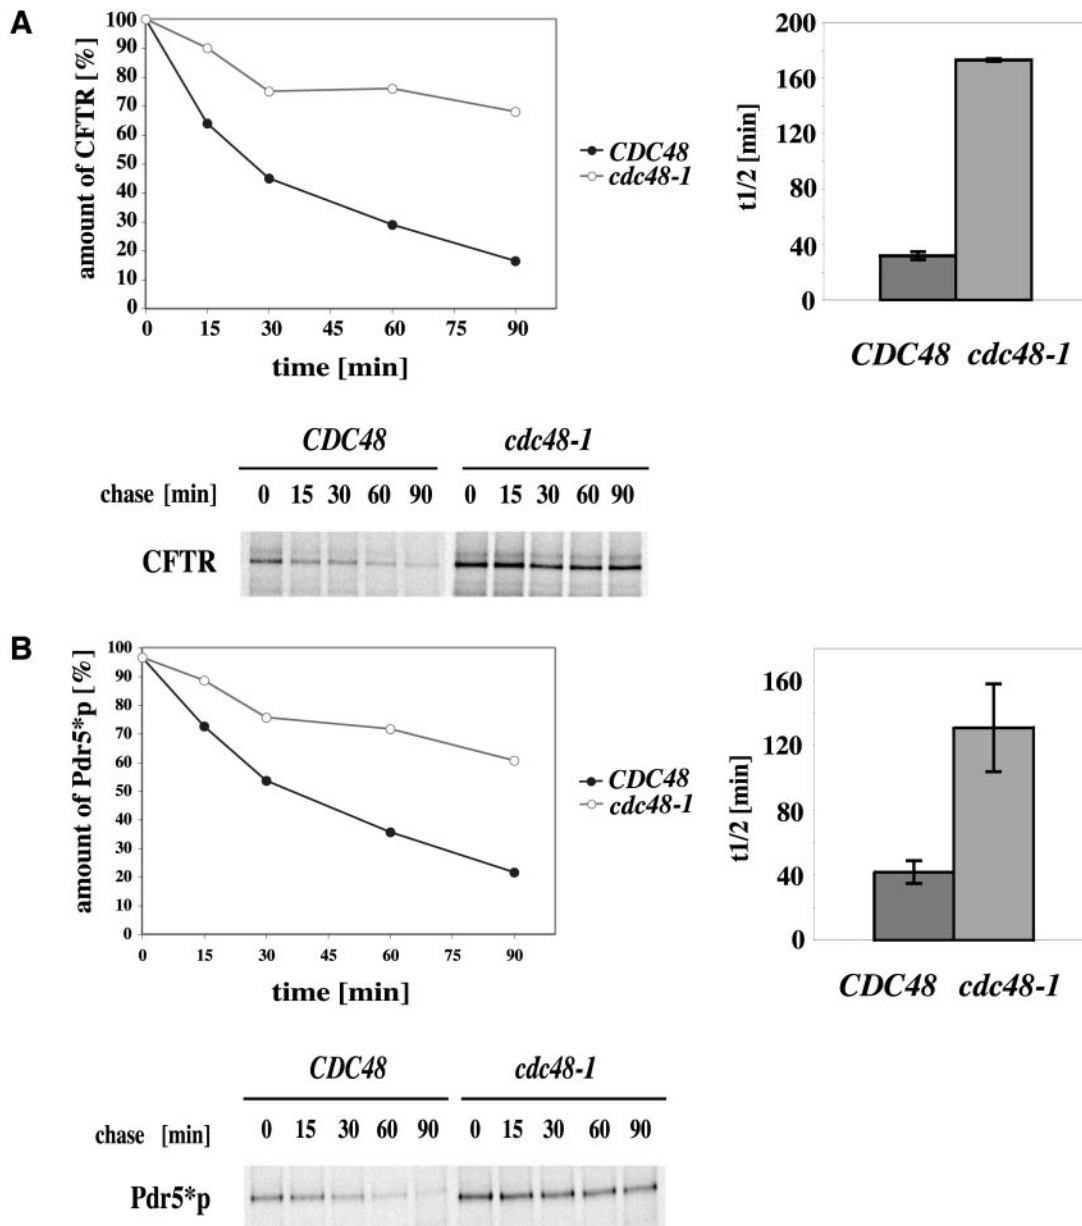 A
amount of CFTR [%]
100
90
80
70
60
50
40
30
20
10
0
0 15 30 45 60 75 90
time [min]
CDC48
cdc48-1
t1/2 [min]
200
160
120
80
40
0
CDC48 cdc48-1
CDC48 cdc48-1
chase [min] 0 15 30 60 90 0 15 30 60 90
CFTR
B
amount of Pdr5*p [%]
100
90
80
70
60
50
40
30
20
10
0
0 15 30 45 60 75 90
time [min]
CDC48
cdc48-1
t1/2 [min]
160
120
80
40
0
CDC48 cdc48-1
CDC48 cdc48-1
chase [min] 0 15 30 60 90 0 15 30 60 90
Pdr5*p